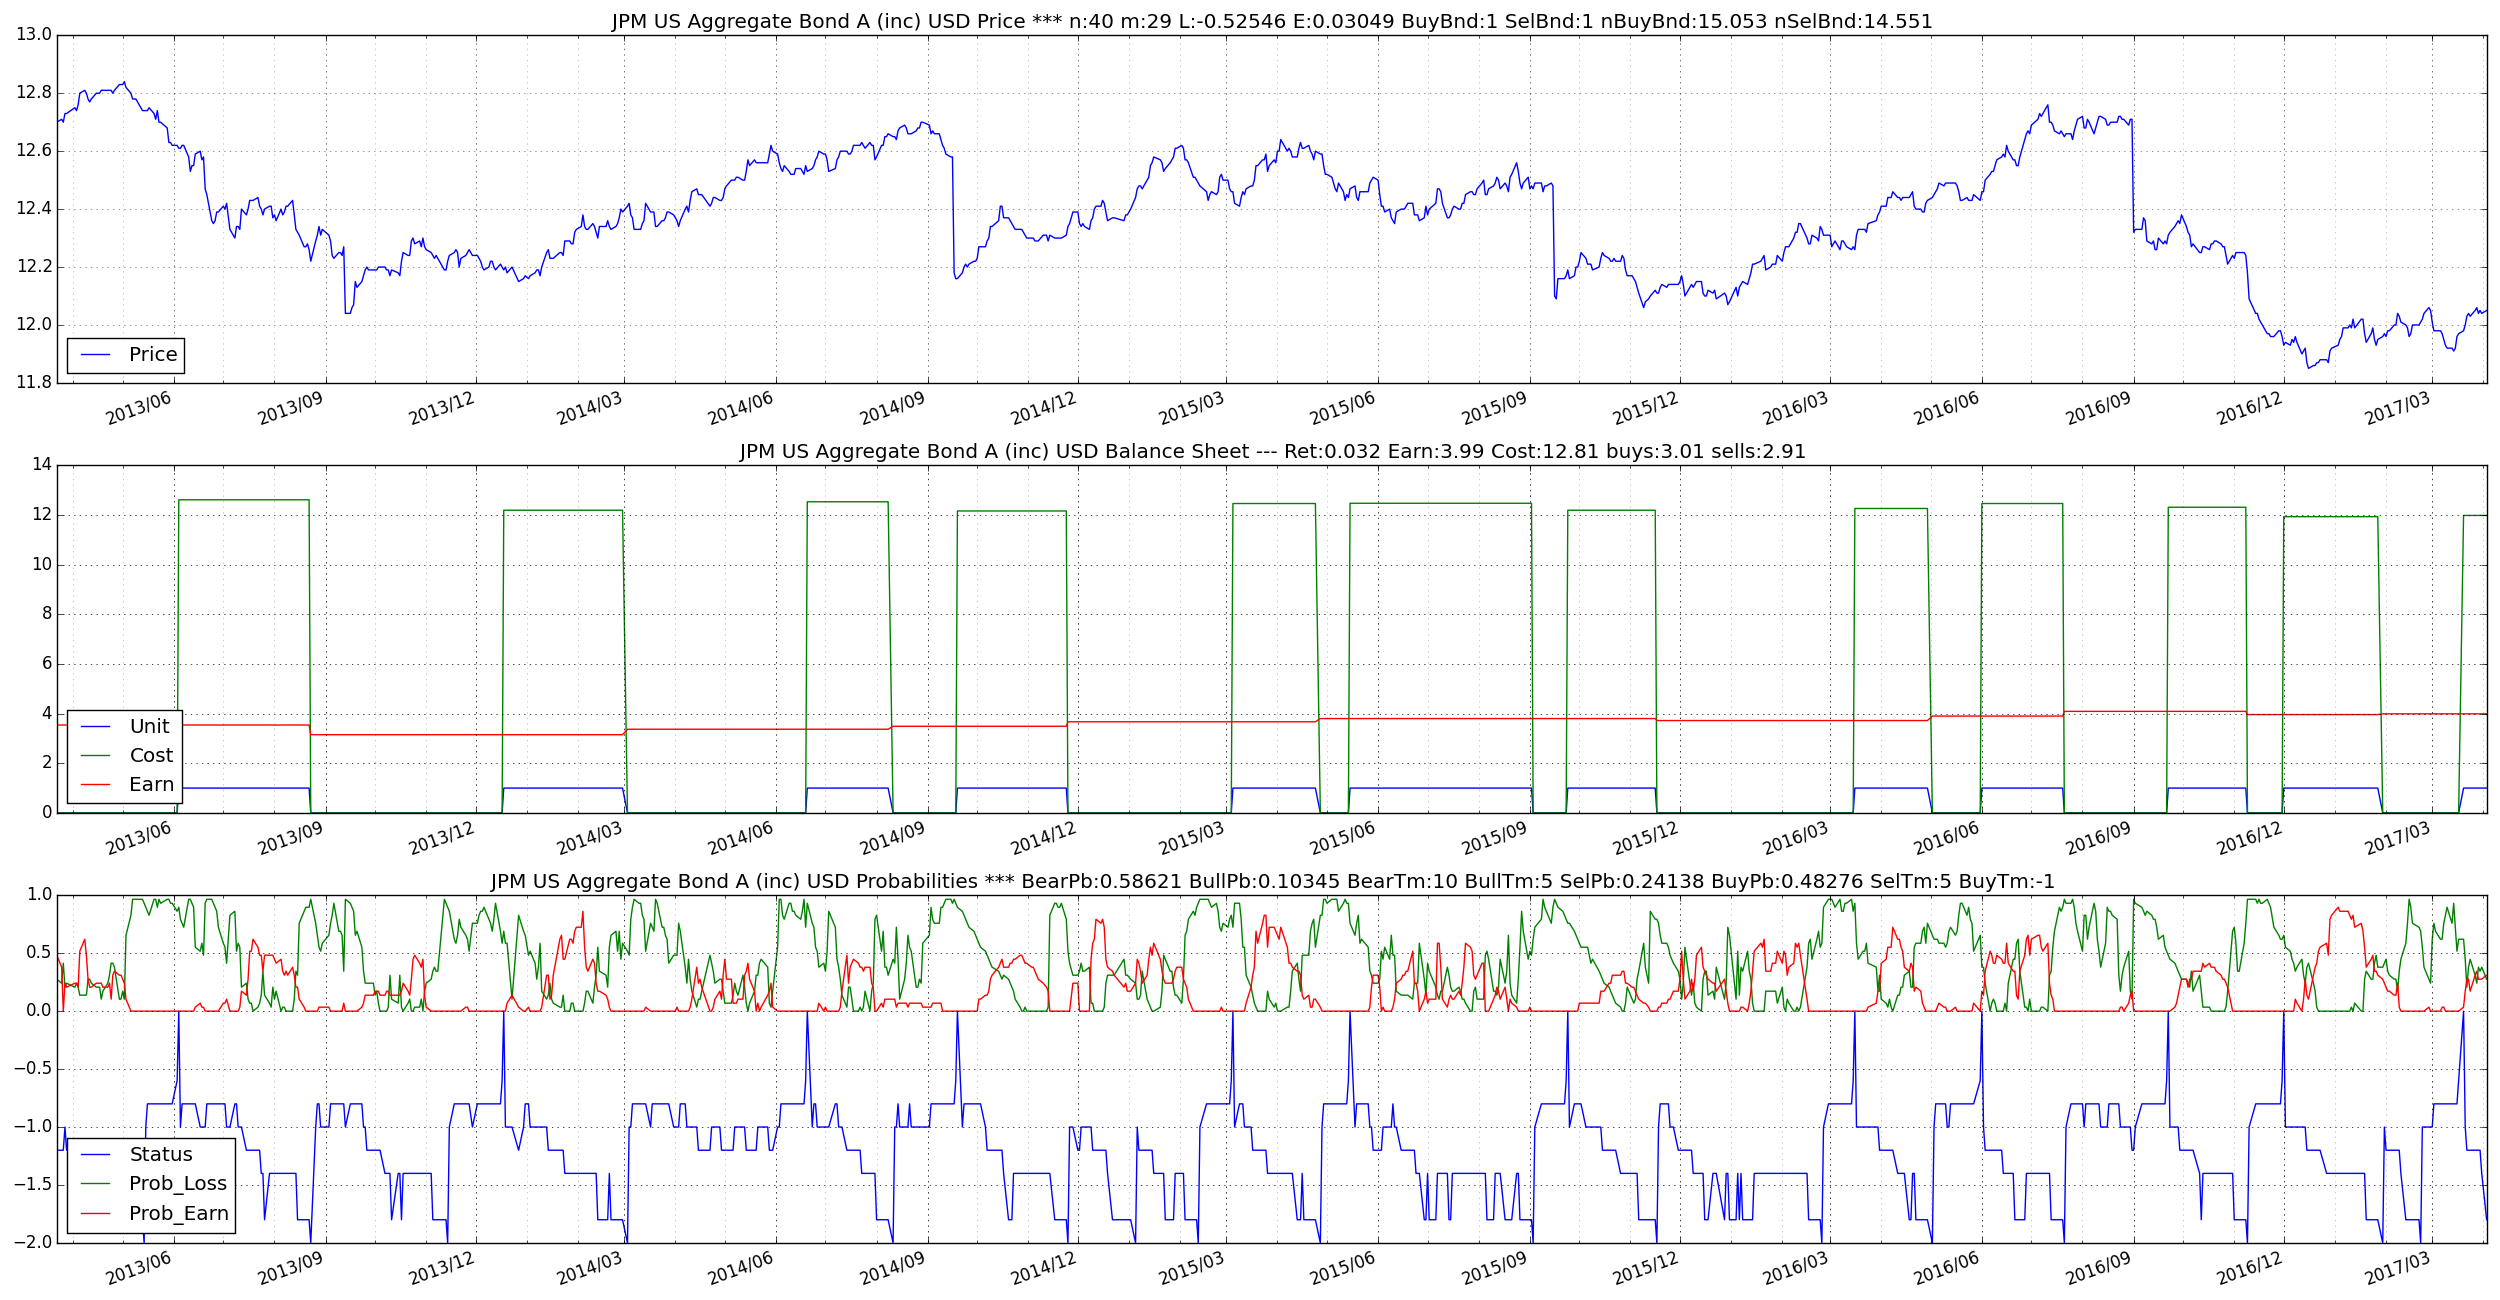 JPM US Aggregate Bond A (inc) USD Price *** n:40 m:29 L:-0.52546 E:0.03049 BuyBnd:1 SelBnd:1 nBuyBnd:15.053 nSelBnd:14.551
13.0
12.8
12.6
12.4
12.2
12.0
11.8
Price
2013/06 2013/09 2013/12 2014/03 2014/06 2014/09 2014/12 2015/03 2015/06 2015/09 2015/12 2016/03 2016/06 2016/09 2016/12 2017/03
JPM US Aggregate Bond A (inc) USD Balance Sheet --- Ret:0.032 Earn:3.99 Cost:12.81 buys:3.01 sells:2.91
14
12
10
8
6
4
2
0
Unit
Cost
Earn
2013/06 2013/09 2013/12 2014/03 2014/06 2014/09 2014/12 2015/03 2015/06 2015/09 2015/12 2016/03 2016/06 2016/09 2016/12 2017/03
JPM US Aggregate Bond A (inc) USD Probabilities *** BearPb:0.58621 BullPb:0.10345 BearTm:10 BullTm:5 SelPb:0.24138 BuyPb:0.48276 SelTm:5 BuyTm:-1
1.0
0.5
0.0
−0.5
−1.0
−1.5
−2.0
Status
Prob_Loss
Prob_Earn
2013/06 2013/09 2013/12 2014/03 2014/06 2014/09 2014/12 2015/03 2015/06 2015/09 2015/12 2016/03 2016/06 2016/09 2016/12 2017/03